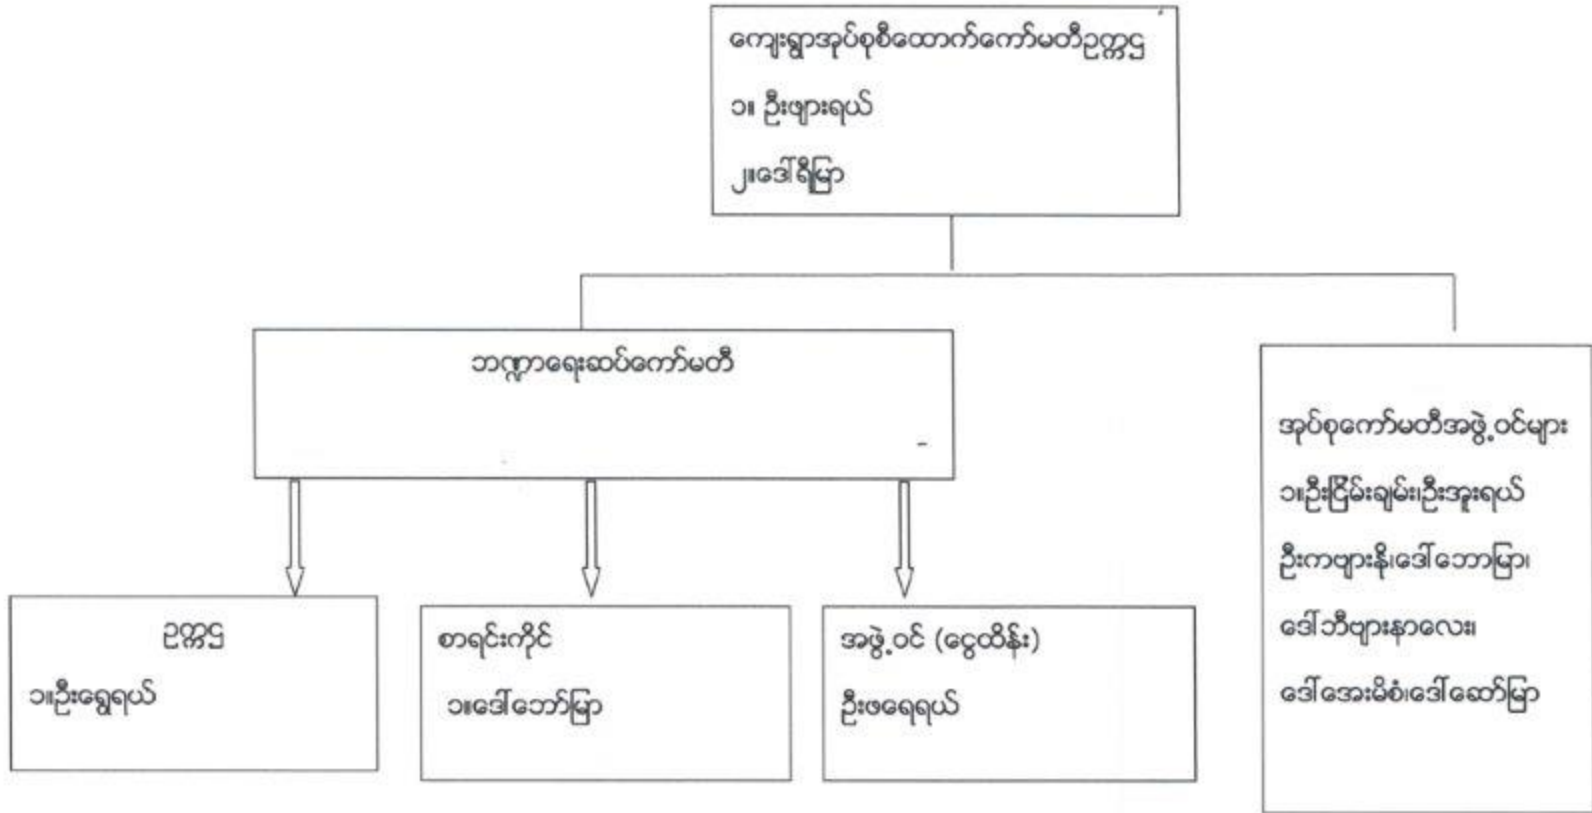 ကျေးရွာအုပ်စုစီထောက်ကော်မတီဥက္ကဌ
၁။ ဦးဖျားရယ်
၂။ဒေါ်ရီမြာ
ဘဏ္ဍာရေးဆပ်ကော်မတီ
-
ဥက္ကဌ
၁။ဦးရွေရယ်
စာရင်းကိုင်
၁။ဒေါ်ဘော်မြာ
အဖွဲ့ဝင် (ငွေထိန်း)
ဦးဖရေရယ်
အုပ်စုကော်မတီအဖွဲ့ဝင်များ
၁။ဦးငြိမ်းချမ်း၊ဦးအူးရယ်
ဦးကဗျားနိ၊ဒေါ်ဘောမြာ၊
ဒေါ်ဘီဗျားနာလေး၊
ဒေါ်အေးမိစံ၊ဒေါ်ဆော်မြာ